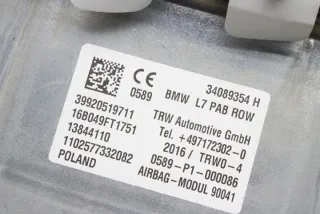 34089354 H
0589 BMW L7 PAB ROW
39920519711
TRW Automotive GmbH
16B049FT1751
Tel. +497172302-0
13844110
2016 / TRW0-4
1102577332082
0589-P1-000086
POLAND
AIRBAG-MODUL 90041